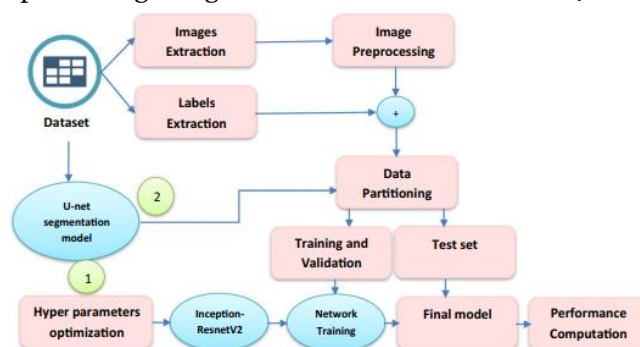 Images
Extraction
Image
Preprocessing
Dataset
Labels
Extraction
+
Data
Partitioning
U-net
segmentation
model
2
1
Training and
Validation
Test set
Hyper parameters
optimization
Inception-
ResnetV2
Network
Training
Final model
Performance
Computation